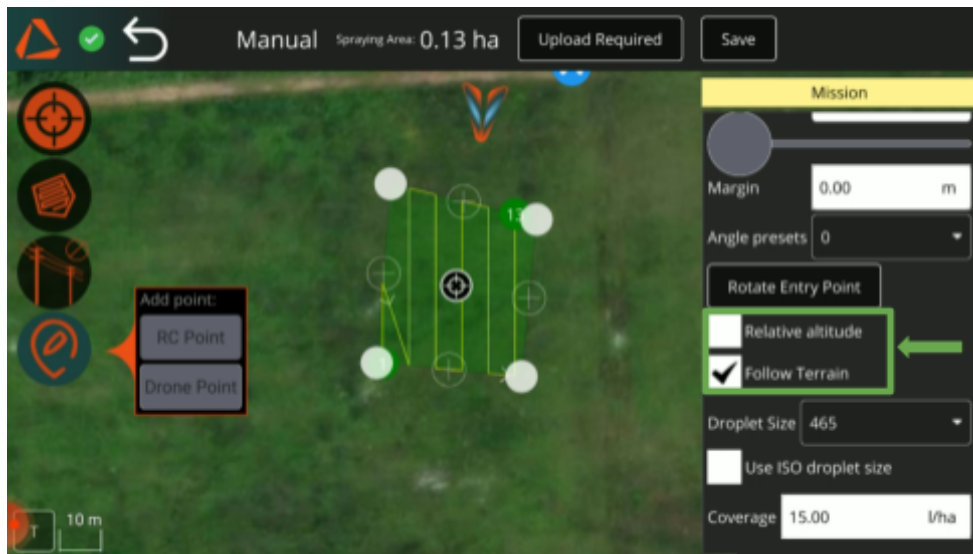 Manual
Spraying Area: 0.13 ha
Upload Required
Save
Mission
Margin 0.00 m
Angle presets 0
Rotate Entry Point
Relative altitude
Follow Terrain
Droplet Size 465
Use ISO droplet size
Coverage 15.00 l/ha
Add point:
RC Point
Drone Point
13
1
T
10 m